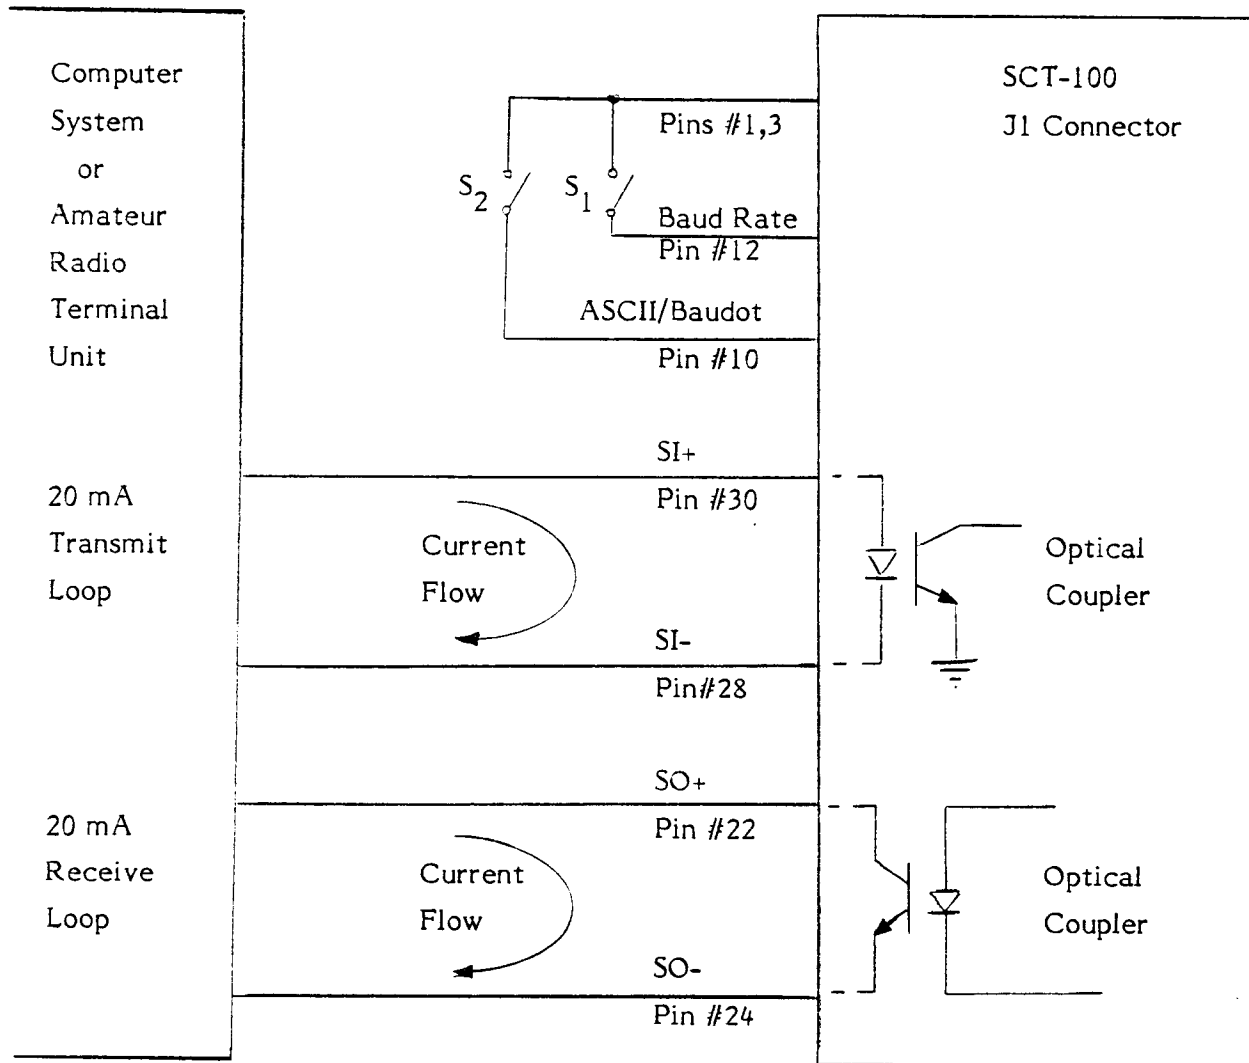 Computer
System
or
Amateur
Radio
Terminal
Unit
SCT-100
J1 Connector
Pins #1,3
S2
S1
Baud Rate
Pin #12
ASCII/Baudot
Pin #10
20 mA
Transmit
Loop
SI+
Pin #30
Current
Flow
SI-
Pin#28
Optical
Coupler
20 mA
Receive
Loop
SO+
Pin #22
Current
Flow
SO-
Pin #24
Optical
Coupler